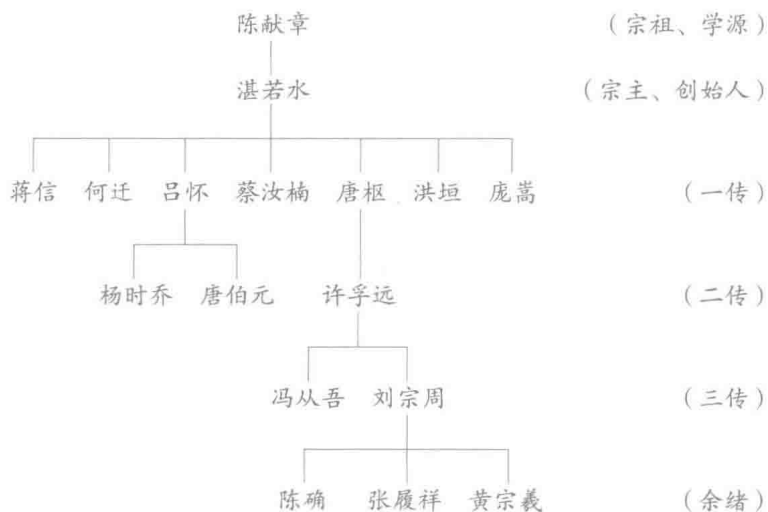 陈献章 （宗祖、学源）
湛若水 （宗主、创始人）
蒋信 何迁 吕怀 蔡汝楠 唐枢 洪垣 庞嵩 （一传）
杨时乔 唐伯元 许孚远 （二传）
冯从吾 刘宗周 （三传）
陈确 张履祥 黄宗羲 （余绪）